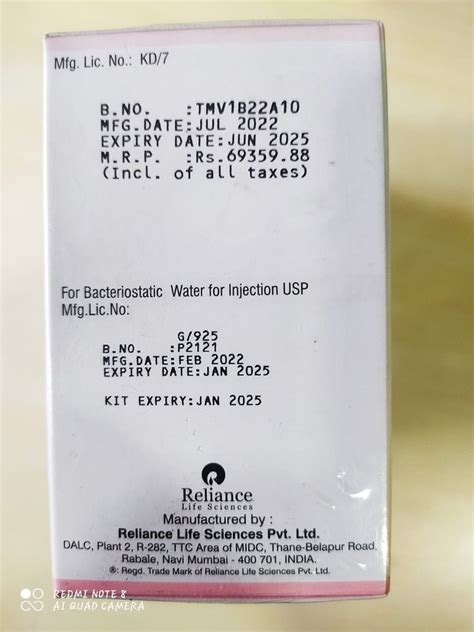 Mfg. Lic. No.: KD/7
B.NO. :TMV1B22A10
MFG.DATE:JUL 2022
EXPIRY DATE:JUN 2025
M.R.P. :Rs.69359.88
(Incl. of all taxes)
For Bacteriostatic Water for Injection USP
Mfg.Lic.No:
G/925
B.NO. :P2121
MFG.DATE:FEB 2022
EXPIRY DATE:JAN 2025
KIT EXPIRY:JAN 2025
Reliance
Life Sciences
Manufactured by :
Reliance Life Sciences Pvt. Ltd.
DALC, Plant 2, R-282, TTC Area of MIDC, Thane-Belapur Road,
Rabale, Navi Mumbai - 400 701, INDIA.
®: Regd. Trade Mark of Reliance Life Sciences Pvt. Ltd.
REDMI NOTE 8
AI QUAD CAMERA